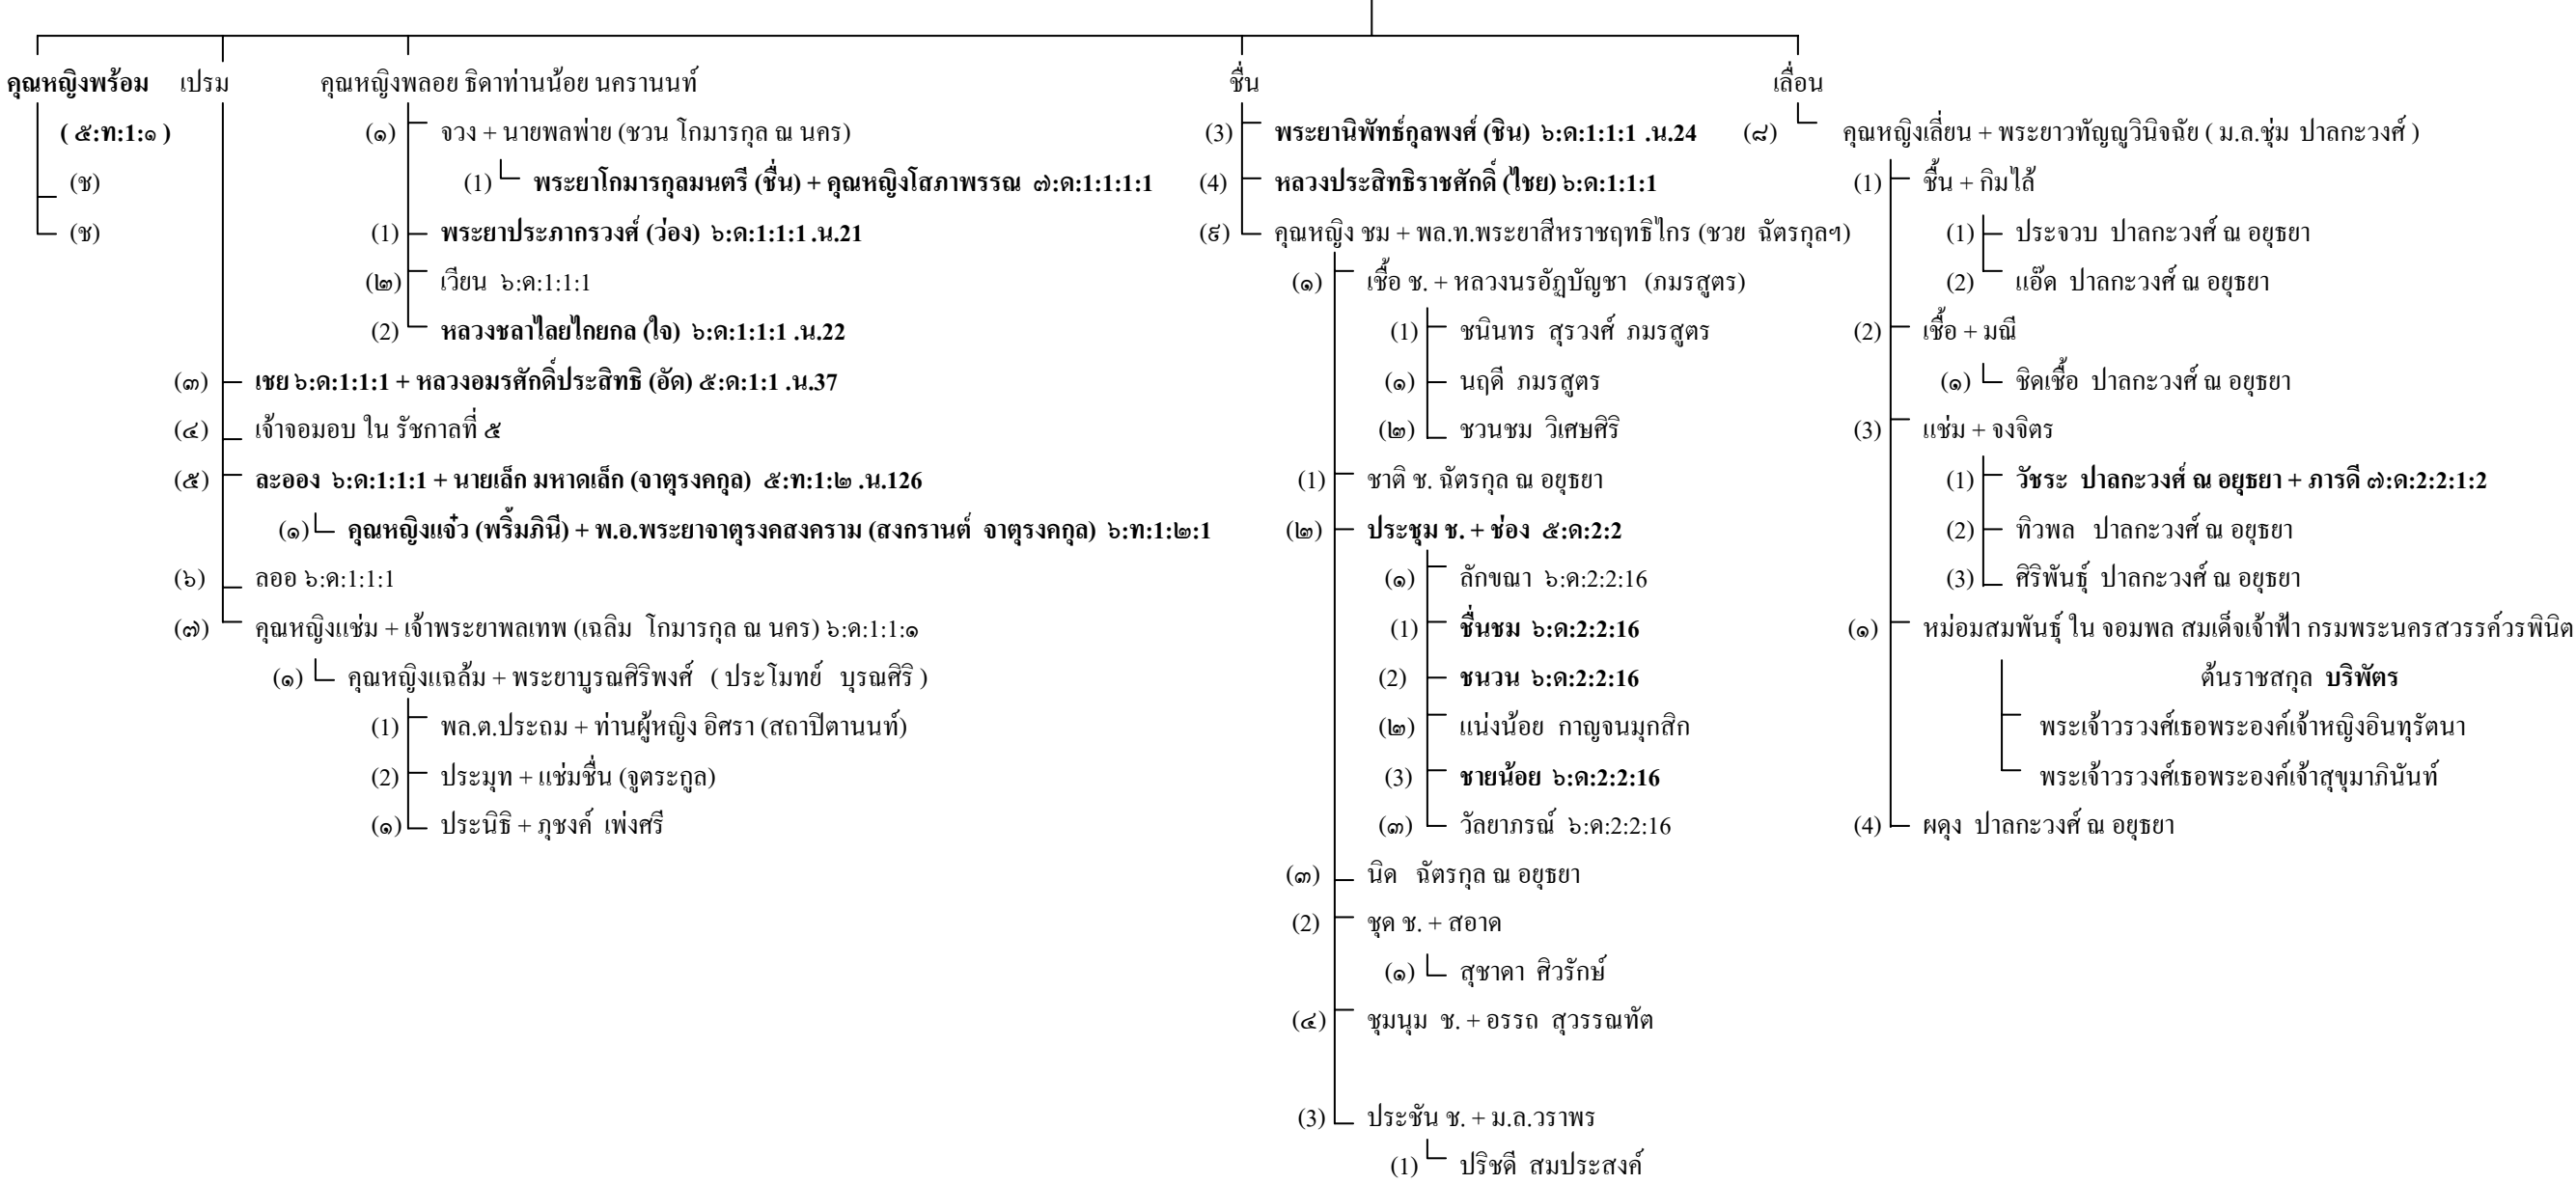 คุณหญิงพร้อม
( ๕:ท:1:๑ )
(ช)
(ช)
เปรม
(๓) เชย ๖:ด:1:1:1 + หลวงอมรศักดิ์ประสิทธิ (อัด) ๕:ด:1:1 .น.37
(๔) เจ้าจอมอบ ใน รัชกาลที่ ๕
(๕) ละออง ๖:ด:1:1:1 + นายเล็ก มหาดเล็ก (จาตุรงคกุล) ๕:ท:1:๒ .น.126
(๑) คุณหญิงแจ๋ว (พริ้มภินี) + พ.อ.พระยาจาตุรงคสงคราม (สงกรานต์ จาตุรงคกุล) ๖:ท:1:๒:1
(๖) ลออ ๖:ด:1:1:1
(๗) คุณหญิงแช่ม + เจ้าพระยาพลเทพ (เฉลิม โกมารกุล ณ นคร) ๖:ด:1:1:๑
(๑) คุณหญิงแฉล้ม + พระยาบูรณศิริพงศ์ ( ประโมทย์ บุรณศิริ )
(1) พล.ต.ประถม + ท่านผู้หญิง อิศรา (สถาปิตานนท์)
(2) ประมุท + แช่มชื่น (จูตระกูล)
(๑) ประนิธิ + ภุชงค์ เพ่งศรี
คุณหญิงพลอย ธิดาท่านน้อย นครานนท์
(๑) จวง + นายพลพ่าย (ชวน โกมารกุล ณ นคร)
(1) พระยาโกมารกุลมนตรี (ชื่น) + คุณหญิงโสภาพรรณ ๗:ด:1:1:1:1
(1) พระยาประภากรวงศ์ (ว่อง) ๖:ด:1:1:1 .น.21
(๒) เวียน ๖:ด:1:1:1
(2) หลวงชลาไลยไกยกล (ใจ) ๖:ด:1:1:1 .น.22
ชื่น
(3) พระยานิพัทธ์กุลพงศ์ (ชิน) ๖:ด:1:1:1 .น.24
(4) หลวงประสิทธิราชศักดิ์ (ไชย) ๖:ด:1:1:1
(๙) คุณหญิง ชม + พล.ท.พระยาสีหราชฤทธิไกร (ชวย ฉัตรกุลฯ)
(๑) เชื้อ ช. + หลวงนรอัฏบัญชา (ภมรสูตร)
(1) ชนินทร สุรวงศ์ ภมรสูตร
(๑) นฤดี ภมรสูตร
(๒) ชวนชม วิเศษศิริ
(1) ชาติ ช. ฉัตรกุล ณ อยุธยา
(๒) ประชุม ช. + ช่อง ๕:ด:2:2
(๑) ลักขณา ๖:ด:2:2:16
(1) ชื่นชม ๖:ด:2:2:16
(2) ชนวน ๖:ด:2:2:16
(๒) แน่งน้อย กาญจนมุกสิก
(3) ชายน้อย ๖:ด:2:2:16
(๓) วัลยาภรณ์ ๖:ด:2:2:16
(๓) นิด ฉัตรกุล ณ อยุธยา
(2) ชุด ช. + สอาด
(๑) สุชาดา ศิวรักษ์
(๔) ชุมนุม ช. + อรรถ สุวรรณทัต
(3) ประชัน ช. + ม.ล.วราพร
(1) ปริชดี สมประสงค์
เลื่อน
(๘) คุณหญิงเลี่ยน + พระยาวทัญญูวินิจฉัย ( ม.ล.ชุ่ม ปาลกะวงศ์ )
(1) ชื้น + กิมไล้
(1) ประจวบ ปาลกะวงศ์ ณ อยุธยา
(2) แอ๊ด ปาลกะวงศ์ ณ อยุธยา
(2) เชื้อ + มณี
(๑) ชิดเชื้อ ปาลกะวงศ์ ณ อยุธยา
(3) แช่ม + จงจิตร
(1) วัชระ ปาลกะวงศ์ ณ อยุธยา + ภารดี ๗:ด:2:2:1:2
(2) ทิวพล ปาลกะวงศ์ ณ อยุธยา
(3) ศิริพันธุ์ ปาลกะวงศ์ ณ อยุธยา
(๑) หม่อมสมพันธุ์ ใน จอมพล สมเด็จเจ้าฟ้า กรมพระนครสวรรค์วรพินิต
ต้นราชสกุล บริพัตร
พระเจ้าวรวงศ์เธอพระองค์เจ้าหญิงอินทุรัตนา
พระเจ้าวรวงศ์เธอพระองค์เจ้าสุขุมาภินันท์
(4) ผดุง ปาลกะวงศ์ ณ อยุธยา